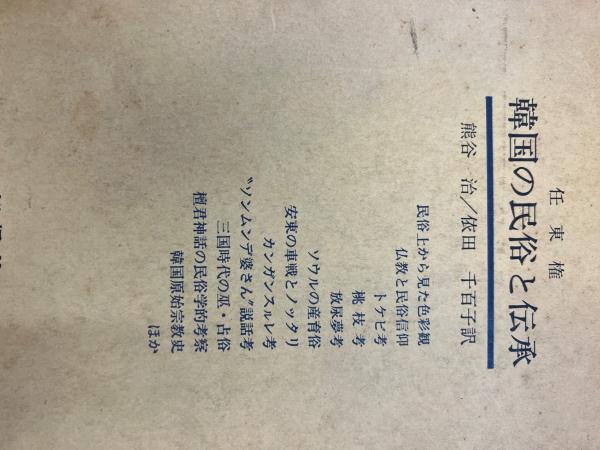 任東権
韓国の民俗と伝承
熊谷 治／依田 千百子訳
民俗上から見た色彩観
仏教と民俗信仰
トケビ考
桃枝考
放尿夢考
ソウルの産育俗
安東の車戦とノッタリ
カンガンスルレ考
〝ソンムンデ婆さん〟説話考
三国時代の巫・占俗
檀君神話の民俗学的考察
韓国原始宗教史
ほか